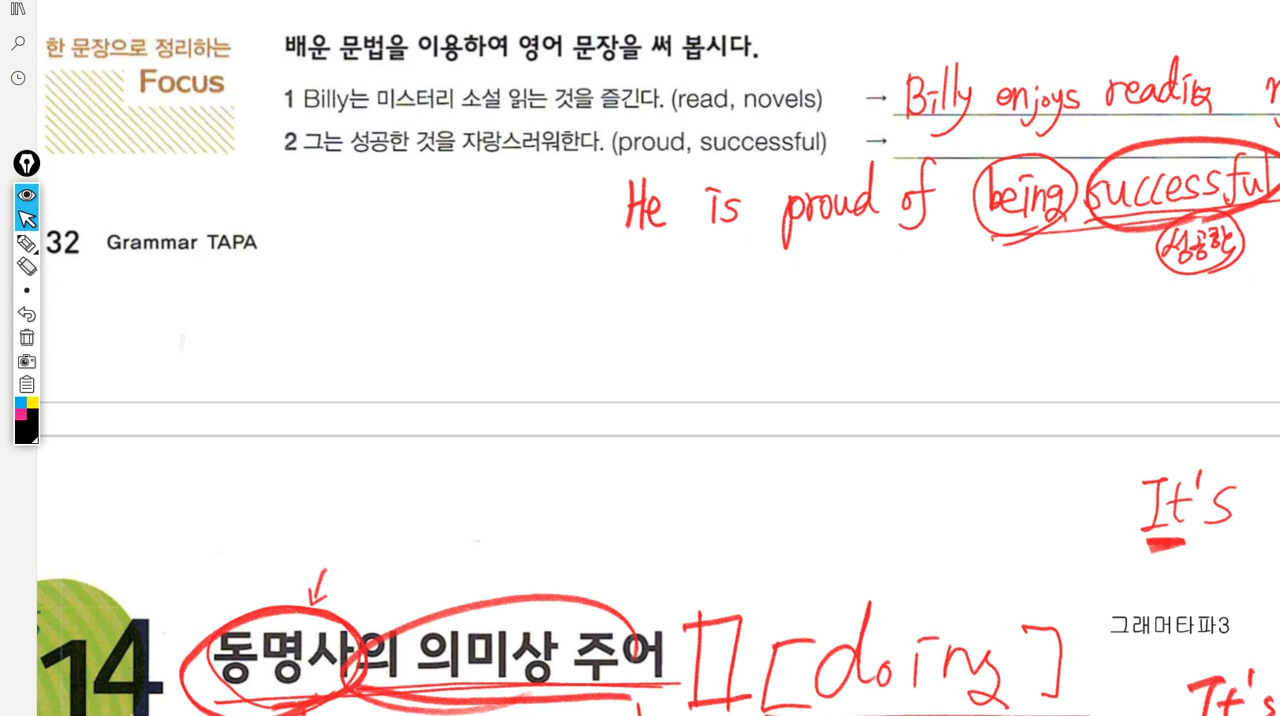 한 문장으로 정리하는
Focus
배운 문법을 이용하여 영어 문장을 써 봅시다.
1 Billy는 미스터리 소설 읽는 것을 즐긴다. (read, novels) → Billy enjoys reading
2 그는 성공한 것을 자랑스러워한다. (proud, successful) →
He is proud of being successful
성공한
32 Grammar TAPA
It's
그래머타파3
14 동명사의 의미상 주어 [doing]
It's